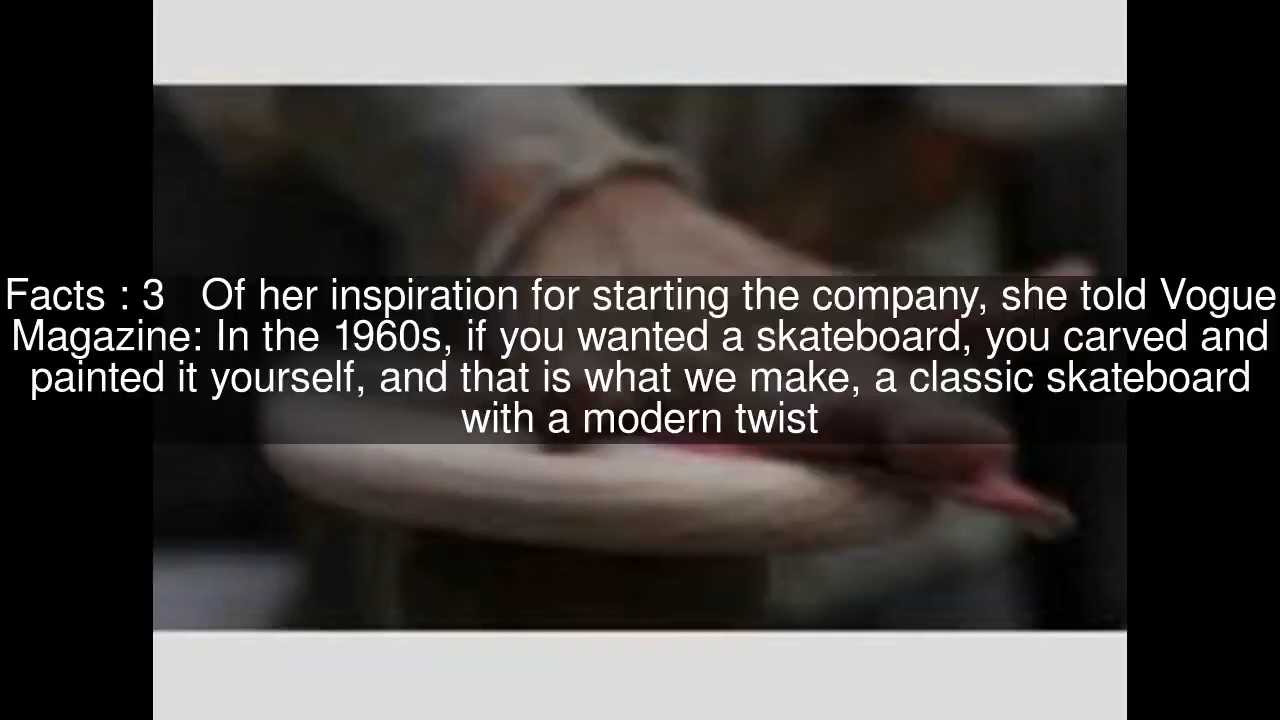 Facts : 3   Of her inspiration for starting the company, she told Vogue
Magazine: In the 1960s, if you wanted a skateboard, you carved and
painted it yourself, and that is what we make, a classic skateboard
with a modern twist